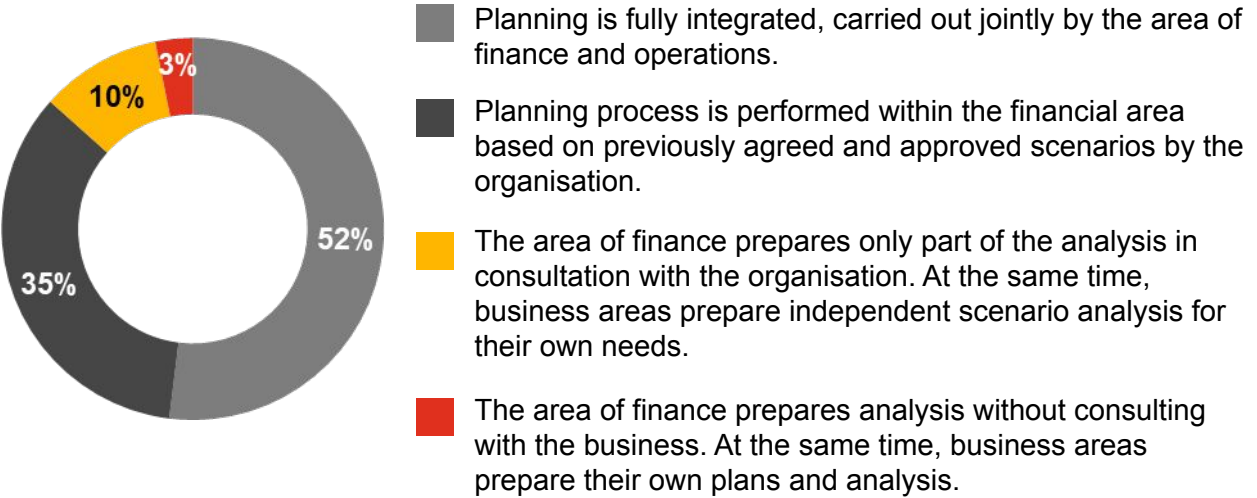 3%
10%
52%
35%
Planning is fully integrated, carried out jointly by the area of
finance and operations.
Planning process is performed within the financial area
based on previously agreed and approved scenarios by the
organisation.
The area of finance prepares only part of the analysis in
consultation with the organisation. At the same time,
business areas prepare independent scenario analysis for
their own needs.
The area of finance prepares analysis without consulting
with the business. At the same time, business areas
prepare their own plans and analysis.